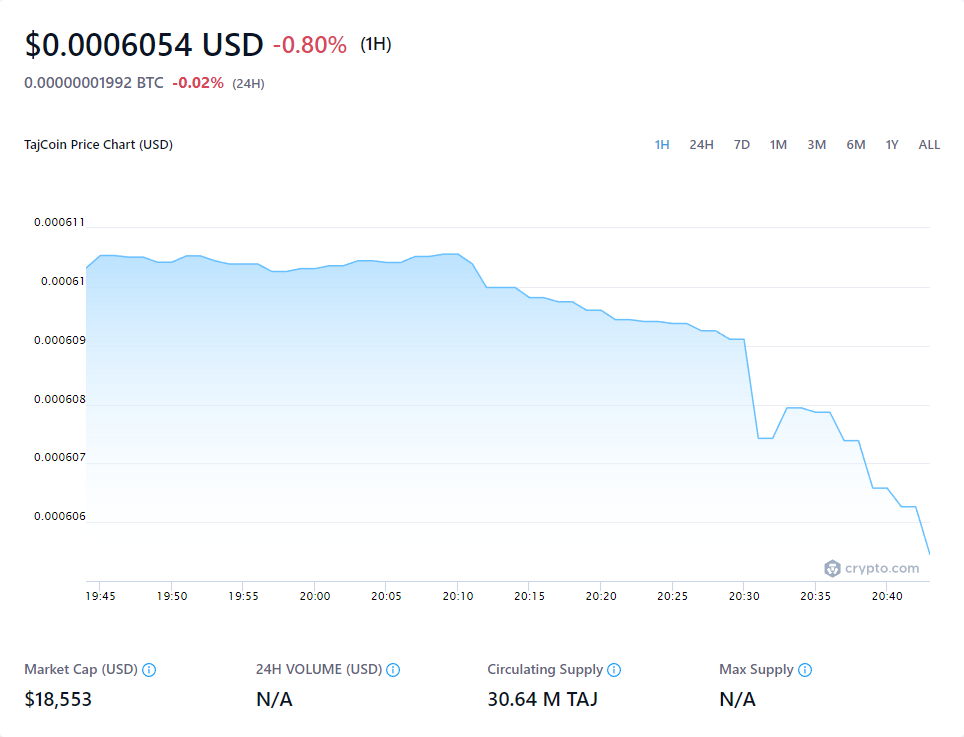 $0.0006054 USD -0.80% (1H)
0.00000001992 BTC -0.02% (24H)
TajCoin Price Chart (USD) 1H 24H 7D 1M 3M 6M 1Y ALL
0.000611
0.00061
0.000609
0.000608
0.000607
0.000606
crypto.com
19:45 19:50 19:55 20:00 20:05 20:10 20:15 20:20 20:25 20:30 20:35 20:40
Market Cap (USD) 24H VOLUME (USD) Circulating Supply Max Supply
$18,553 N/A 30.64 M TAJ N/A